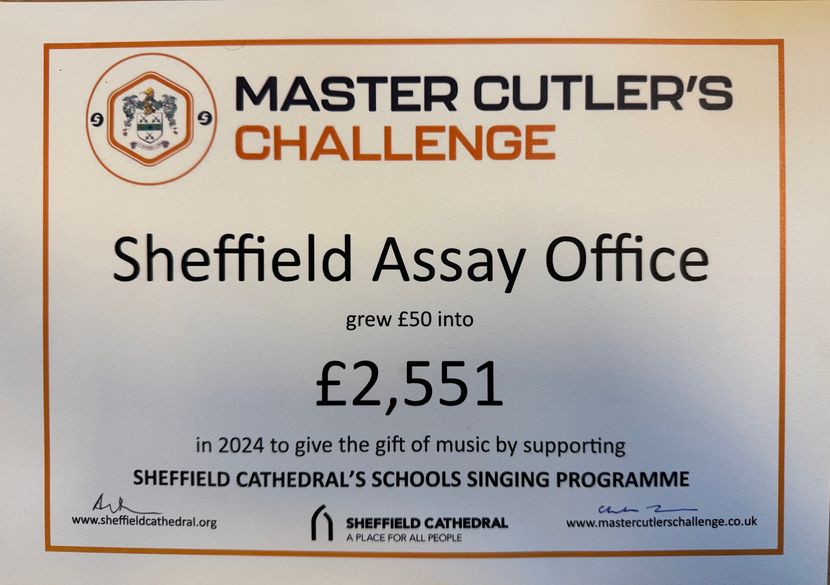 MASTER CUTLER'S
CHALLENGE
Sheffield Assay Office
grew £50 into
£2,551
in 2024 to give the gift of music by supporting
SHEFFIELD CATHEDRAL'S SCHOOLS SINGING PROGRAMME
www.sheffieldcathedral.org
SHEFFIELD CATHEDRAL
A PLACE FOR ALL PEOPLE
www.mastercutlerschallenge.co.uk